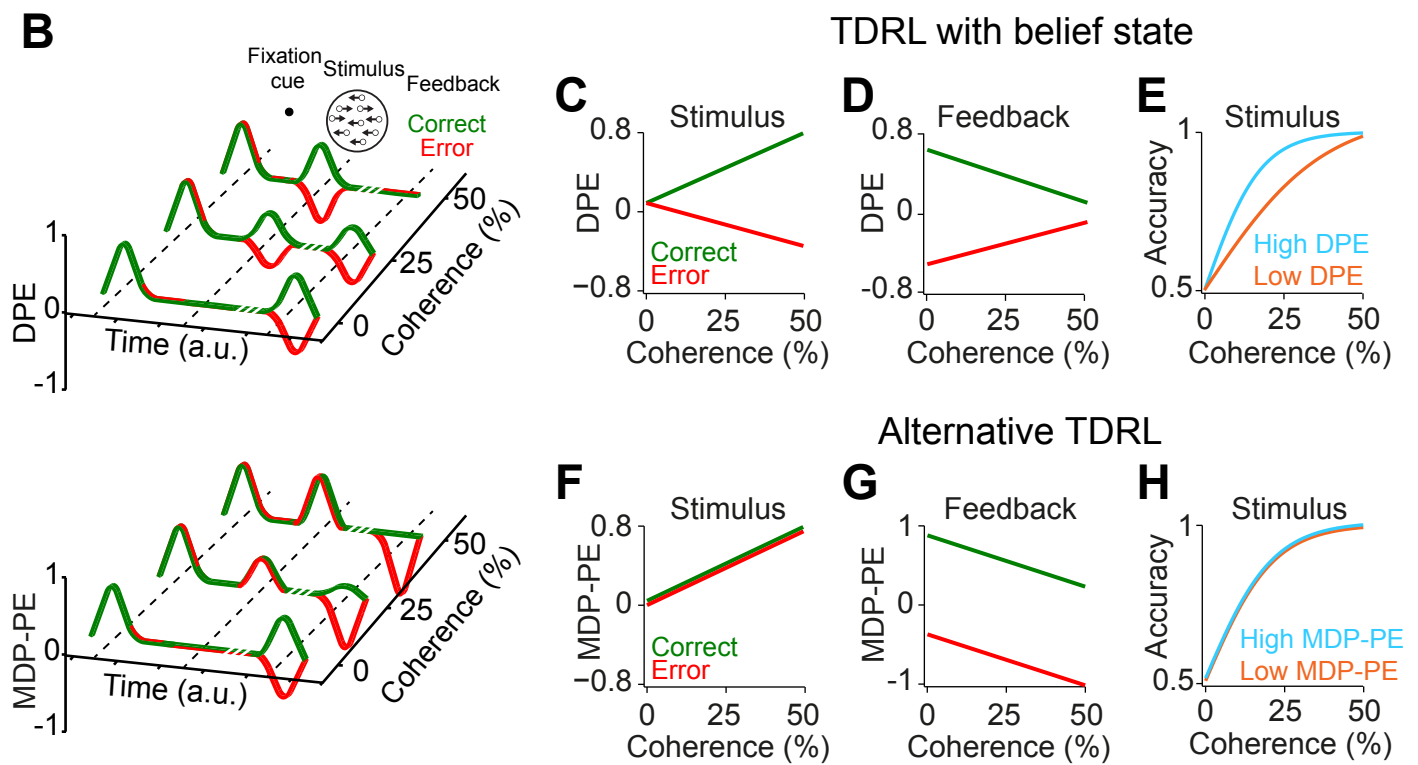 B
Fixation
cue
Stimulus
Feedback
Correct
Error
1
0
-1
DPE
Time (a.u.)
0
25
50
Coherence (%)
TDRL with belief state
C
Stimulus
0.8
0
−0.8
DPE
Correct
Error
0 25 50
Coherence (%)
D
Feedback
0.8
0
−0.8
DPE
0 25 50
Coherence (%)
E
Stimulus
1
0.5
Accuracy
High DPE
Low DPE
0 25 50
Coherence (%)
1
0
-1
MDP-PE
Time (a.u.)
0
25
50
Coherence (%)
Alternative TDRL
F
Stimulus
0.8
0
−0.8
MDP-PE
Correct
Error
0 25 50
Coherence (%)
G
Feedback
1
0
−1
MDP-PE
0 25 50
Coherence (%)
H
Stimulus
1
0.5
Accuracy
High MDP-PE
Low MDP-PE
0 25 50
Coherence (%)